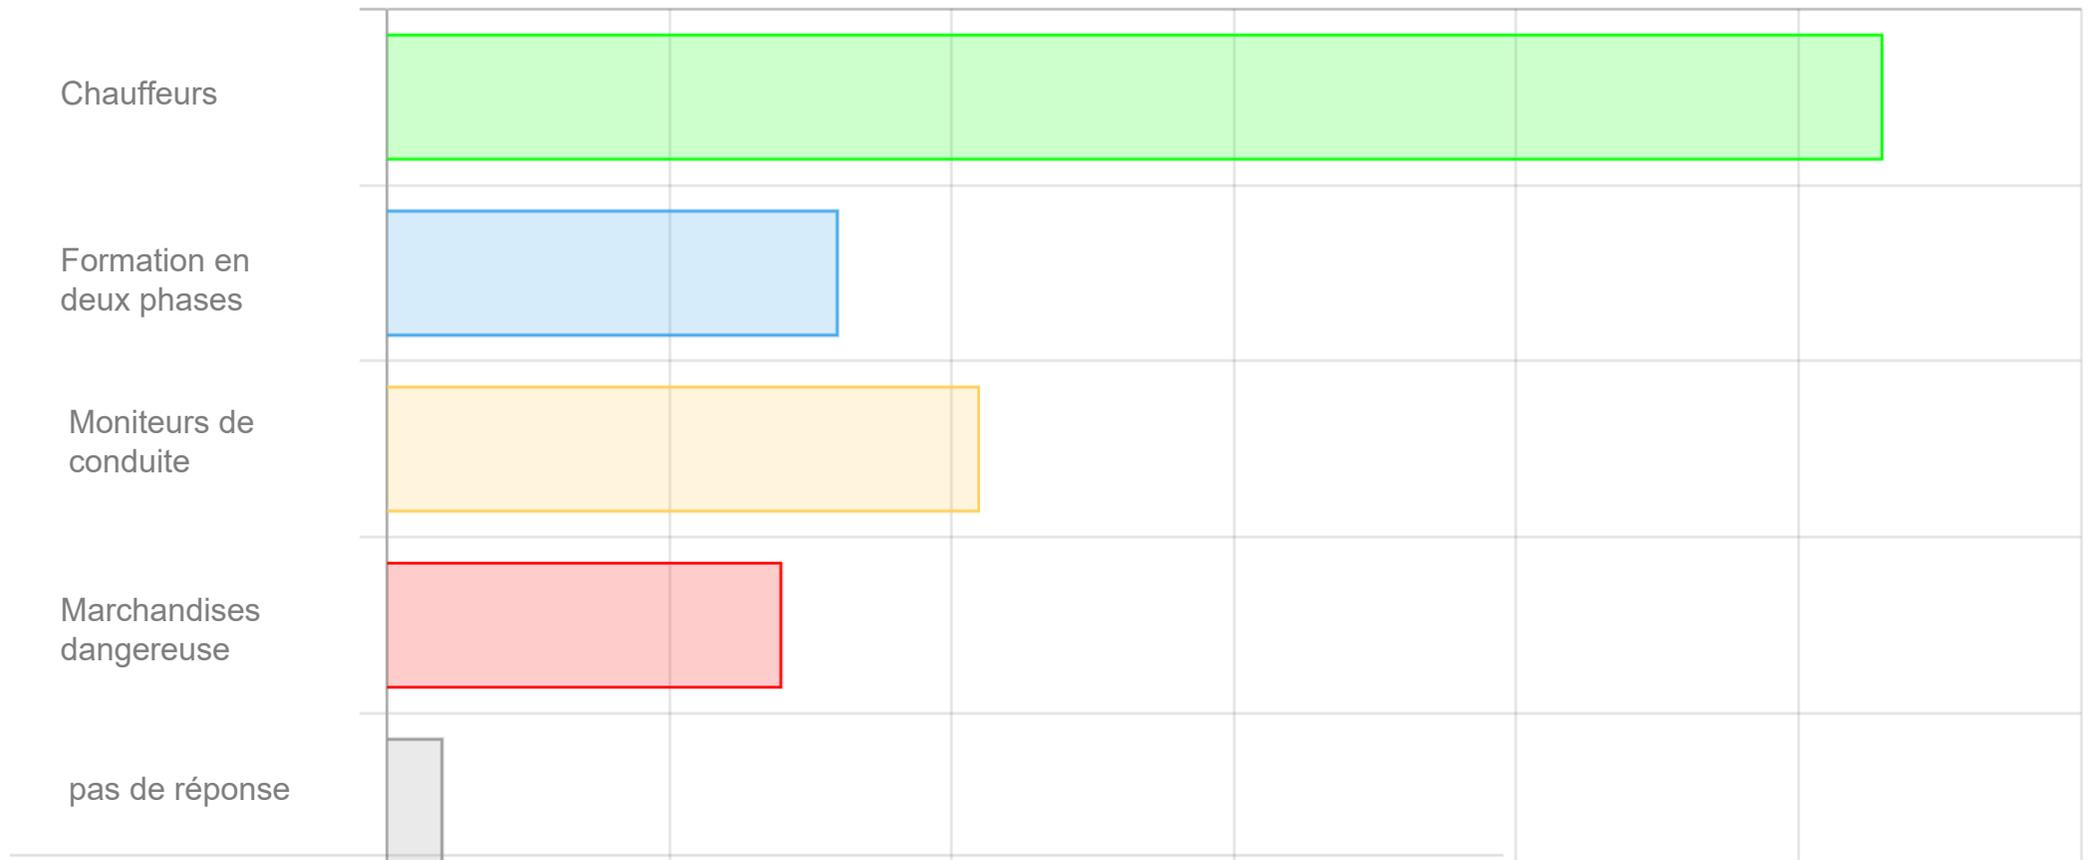 Chauffeurs
Formation en
deux phases
Moniteurs de
conduite
Marchandises
dangereuse
pas de réponse